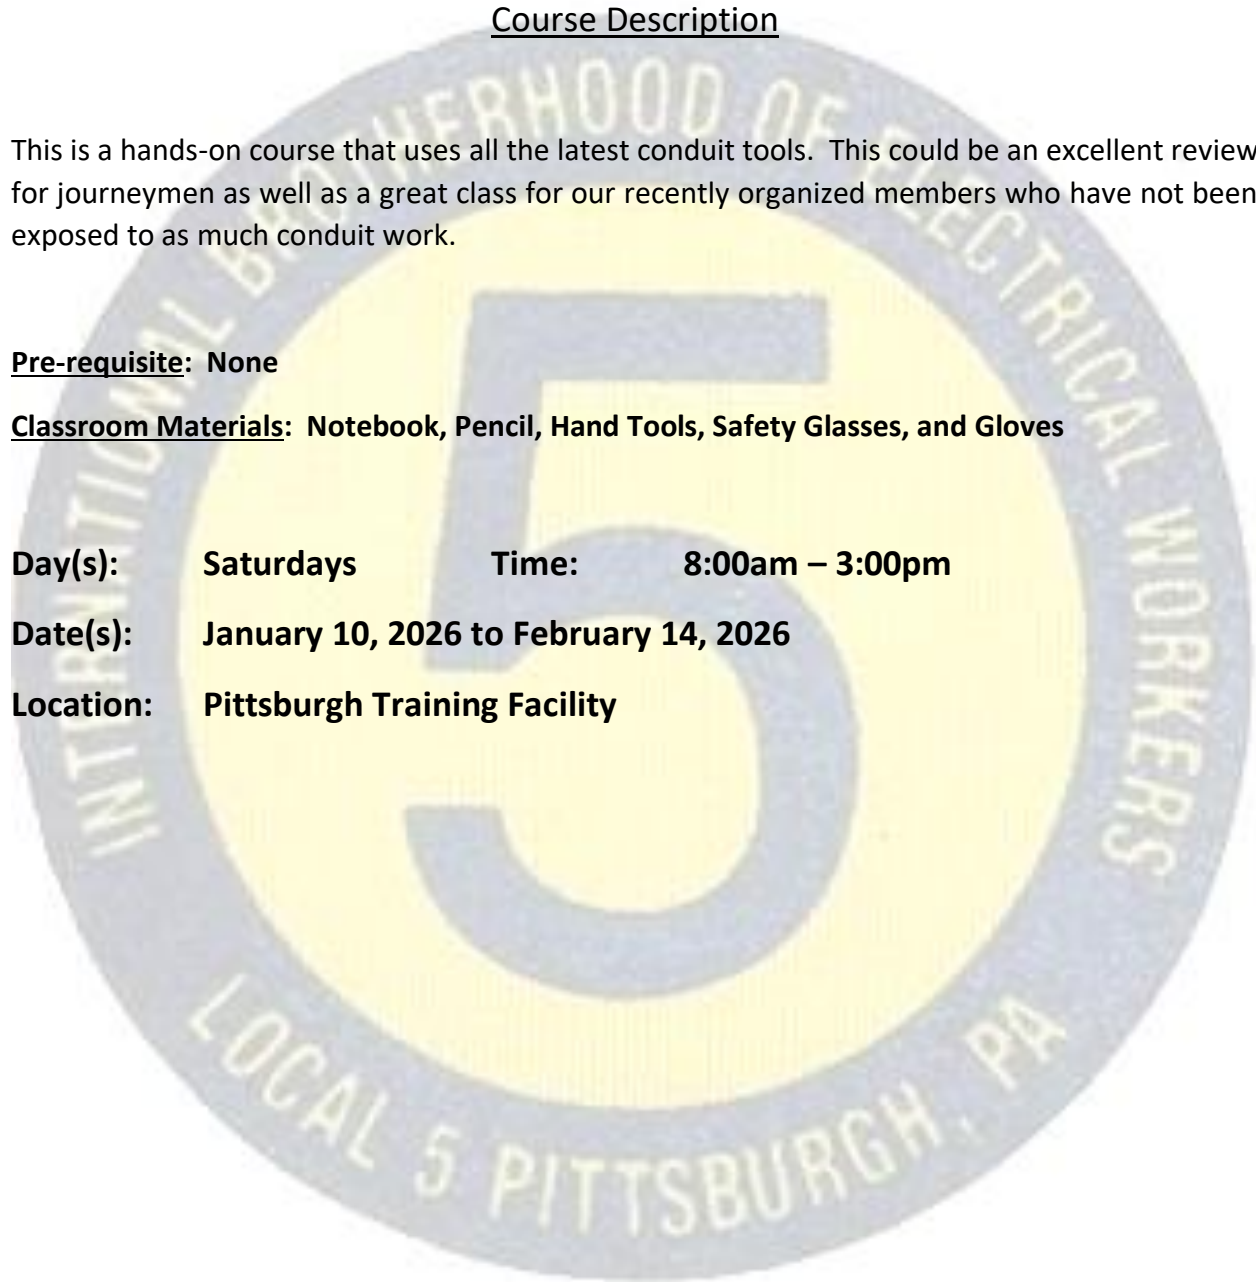 Course Description
This is a hands-on course that uses all the latest conduit tools.  This could be an excellent review
for journeymen as well as a great class for our recently organized members who have not been
exposed to as much conduit work.
Pre-requisite:  None
Classroom Materials:  Notebook, Pencil, Hand Tools, Safety Glasses, and Gloves
Day(s): Saturdays Time: 8:00am – 3:00pm
Date(s): January 10, 2026 to February 14, 2026
Location: Pittsburgh Training Facility
INTERNATIONAL BROTHERHOOD OF ELECTRICAL WORKERS
5
LOCAL 5 PITTSBURGH, PA